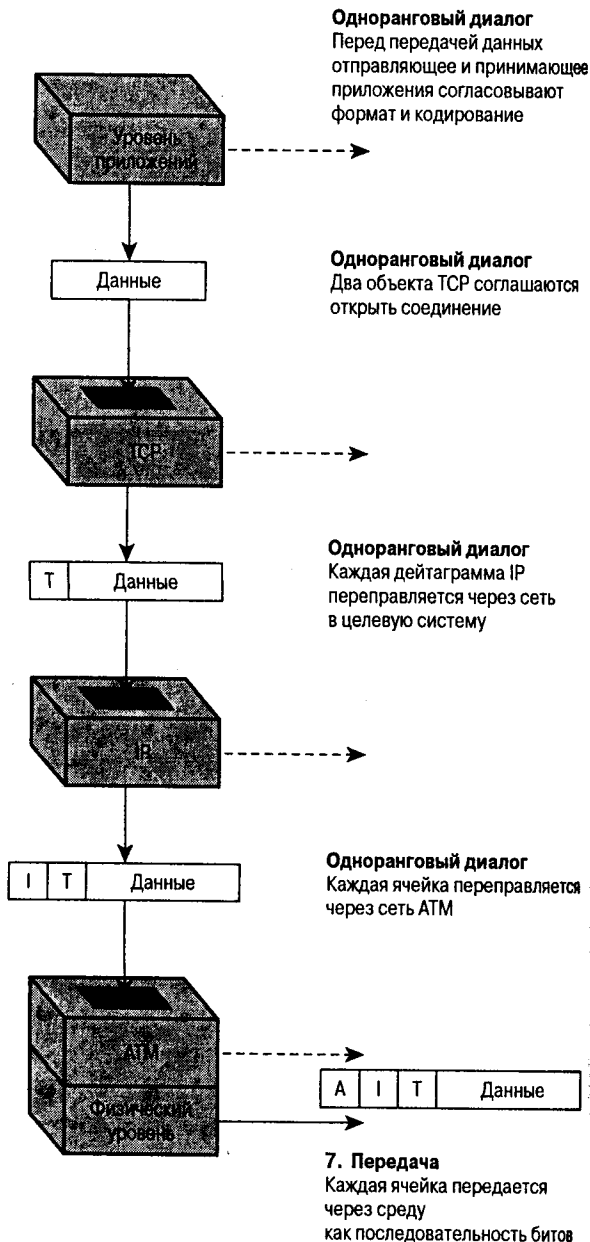 Одноранговый диалог
Перед передачей данных
отправляющее и принимающее
приложения согласовывают
формат и кодирование
Уровень
приложений
Одноранговый диалог
Два объекта TCP соглашаются
открыть соединение
Данные
TCP
Одноранговый диалог
Каждая дейтаграмма IP
переправляется через сеть
в целевую систему
Т Данные
IP
Одноранговый диалог
Каждая ячейка переправляется
через сеть ATM
I Т Данные
ATM
А I Т Данные
Физический
уровень
7. Передача
Каждая ячейка передается
через среду
как последовательность битов